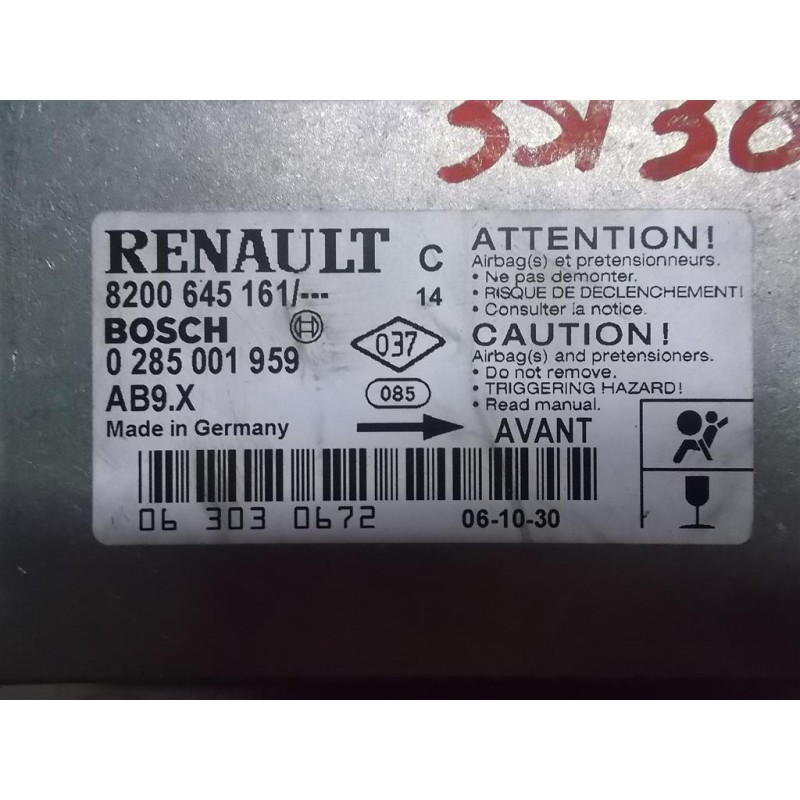 RENAULT C
8200 645 161/--- 14
BOSCH
0 285 001 959
037
AB9.X
085
Made in Germany
AVANT
ATTENTION!
Airbag(s) et pretensionneurs.
• Ne pas demonter.
• RISQUE DE DECLENCHEMENT!
• Consulter la notice.
CAUTION!
Airbag(s) and pretensioners.
• Do not remove.
• TRIGGERING HAZARD!
• Read manual.
06 303 0672
06-10-30